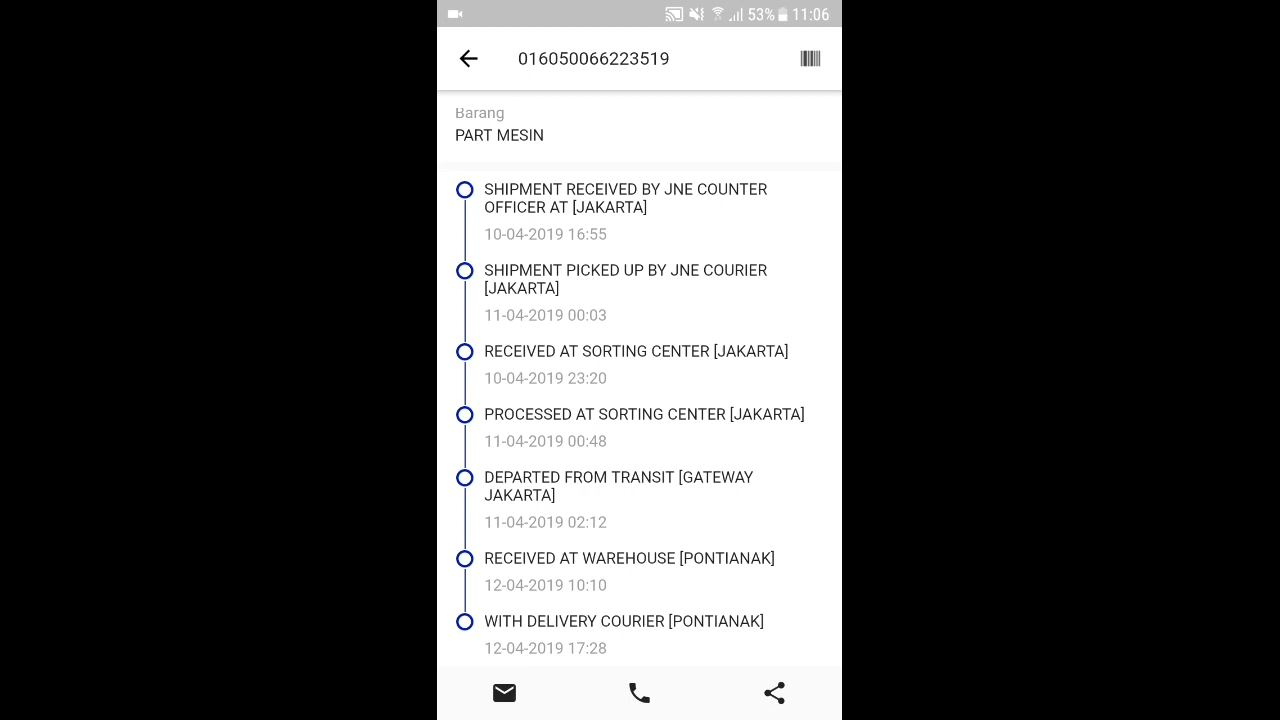 53% 11:06
016050066223519
Barang
PART MESIN
SHIPMENT RECEIVED BY JNE COUNTER
OFFICER AT [JAKARTA]
10-04-2019 16:55
SHIPMENT PICKED UP BY JNE COURIER
[JAKARTA]
11-04-2019 00:03
RECEIVED AT SORTING CENTER [JAKARTA]
10-04-2019 23:20
PROCESSED AT SORTING CENTER [JAKARTA]
11-04-2019 00:48
DEPARTED FROM TRANSIT [GATEWAY
JAKARTA]
11-04-2019 02:12
RECEIVED AT WAREHOUSE [PONTIANAK]
12-04-2019 10:10
WITH DELIVERY COURIER [PONTIANAK]
12-04-2019 17:28